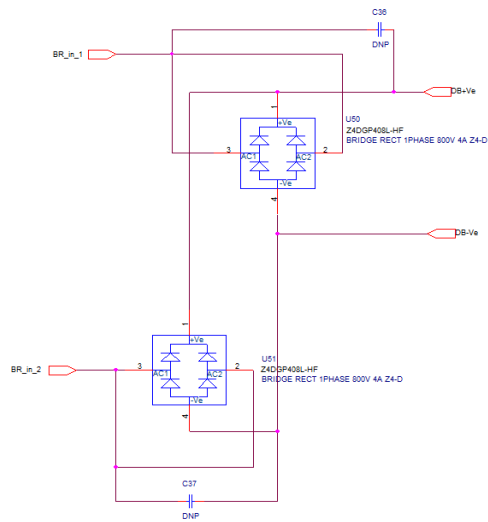 C36
DNP
BR_in_1
DB+Ve
1
+Ve
U50
Z4DGP408L-HF
BRIDGE RECT 1PHASE 800V 4A Z4-D
3
AC1
AC2
2
-Ve
4
DB-Ve
1
+Ve
U51
Z4DGP408L-HF
BRIDGE RECT 1PHASE 800V 4A Z4-D
BR_in_2
3
AC1
AC2
2
-Ve
4
C37
DNP